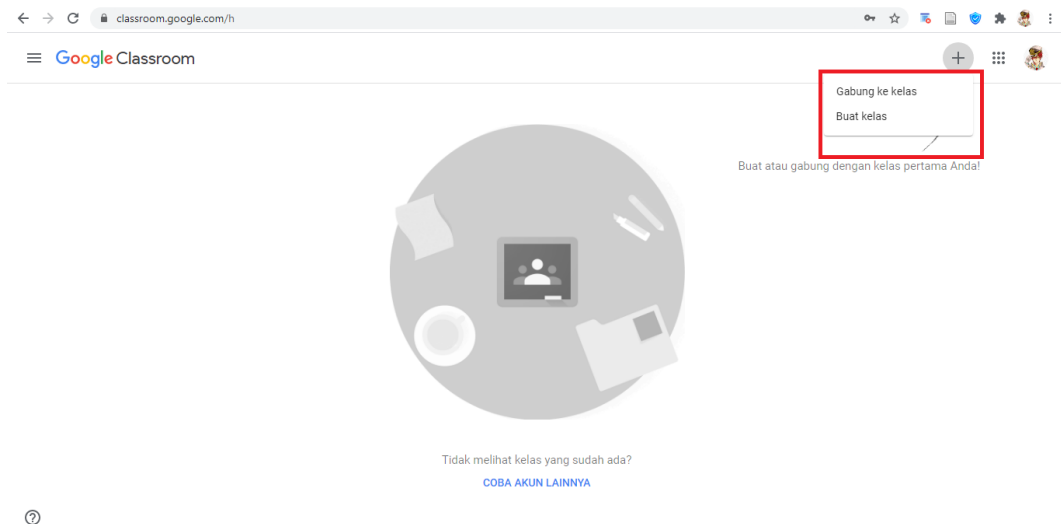 classroom.google.com/h
Google Classroom
Gabung ke kelas
Buat kelas
Buat atau gabung dengan kelas pertama Anda!
Tidak melihat kelas yang sudah ada?
COBA AKUN LAINNYA